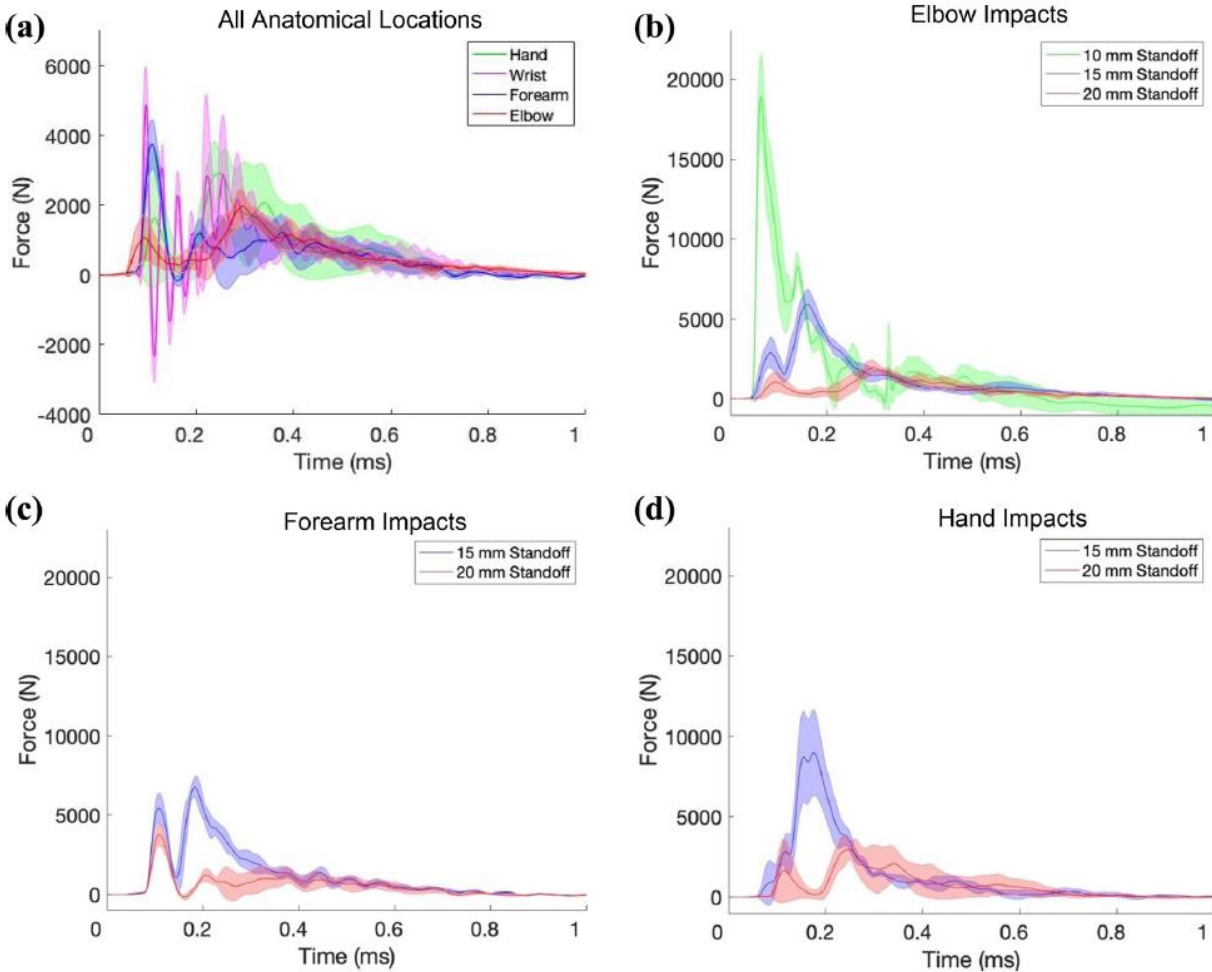 (a)
All Anatomical Locations
Hand
Wrist
Forearm
Elbow
6000
4000
2000
0
-2000
-4000
Force (N)
0 0.2 0.4 0.6 0.8 1
Time (ms)
(b)
Elbow Impacts
10 mm Standoff
15 mm Standoff
20 mm Standoff
20000
15000
10000
5000
0
Force (N)
0 0.2 0.4 0.6 0.8 1
Time (ms)
(c)
Forearm Impacts
15 mm Standoff
20 mm Standoff
20000
15000
10000
5000
0
Force (N)
0 0.2 0.4 0.6 0.8 1
Time (ms)
(d)
Hand Impacts
15 mm Standoff
20 mm Standoff
20000
15000
10000
5000
0
Force (N)
0 0.2 0.4 0.6 0.8 1
Time (ms)